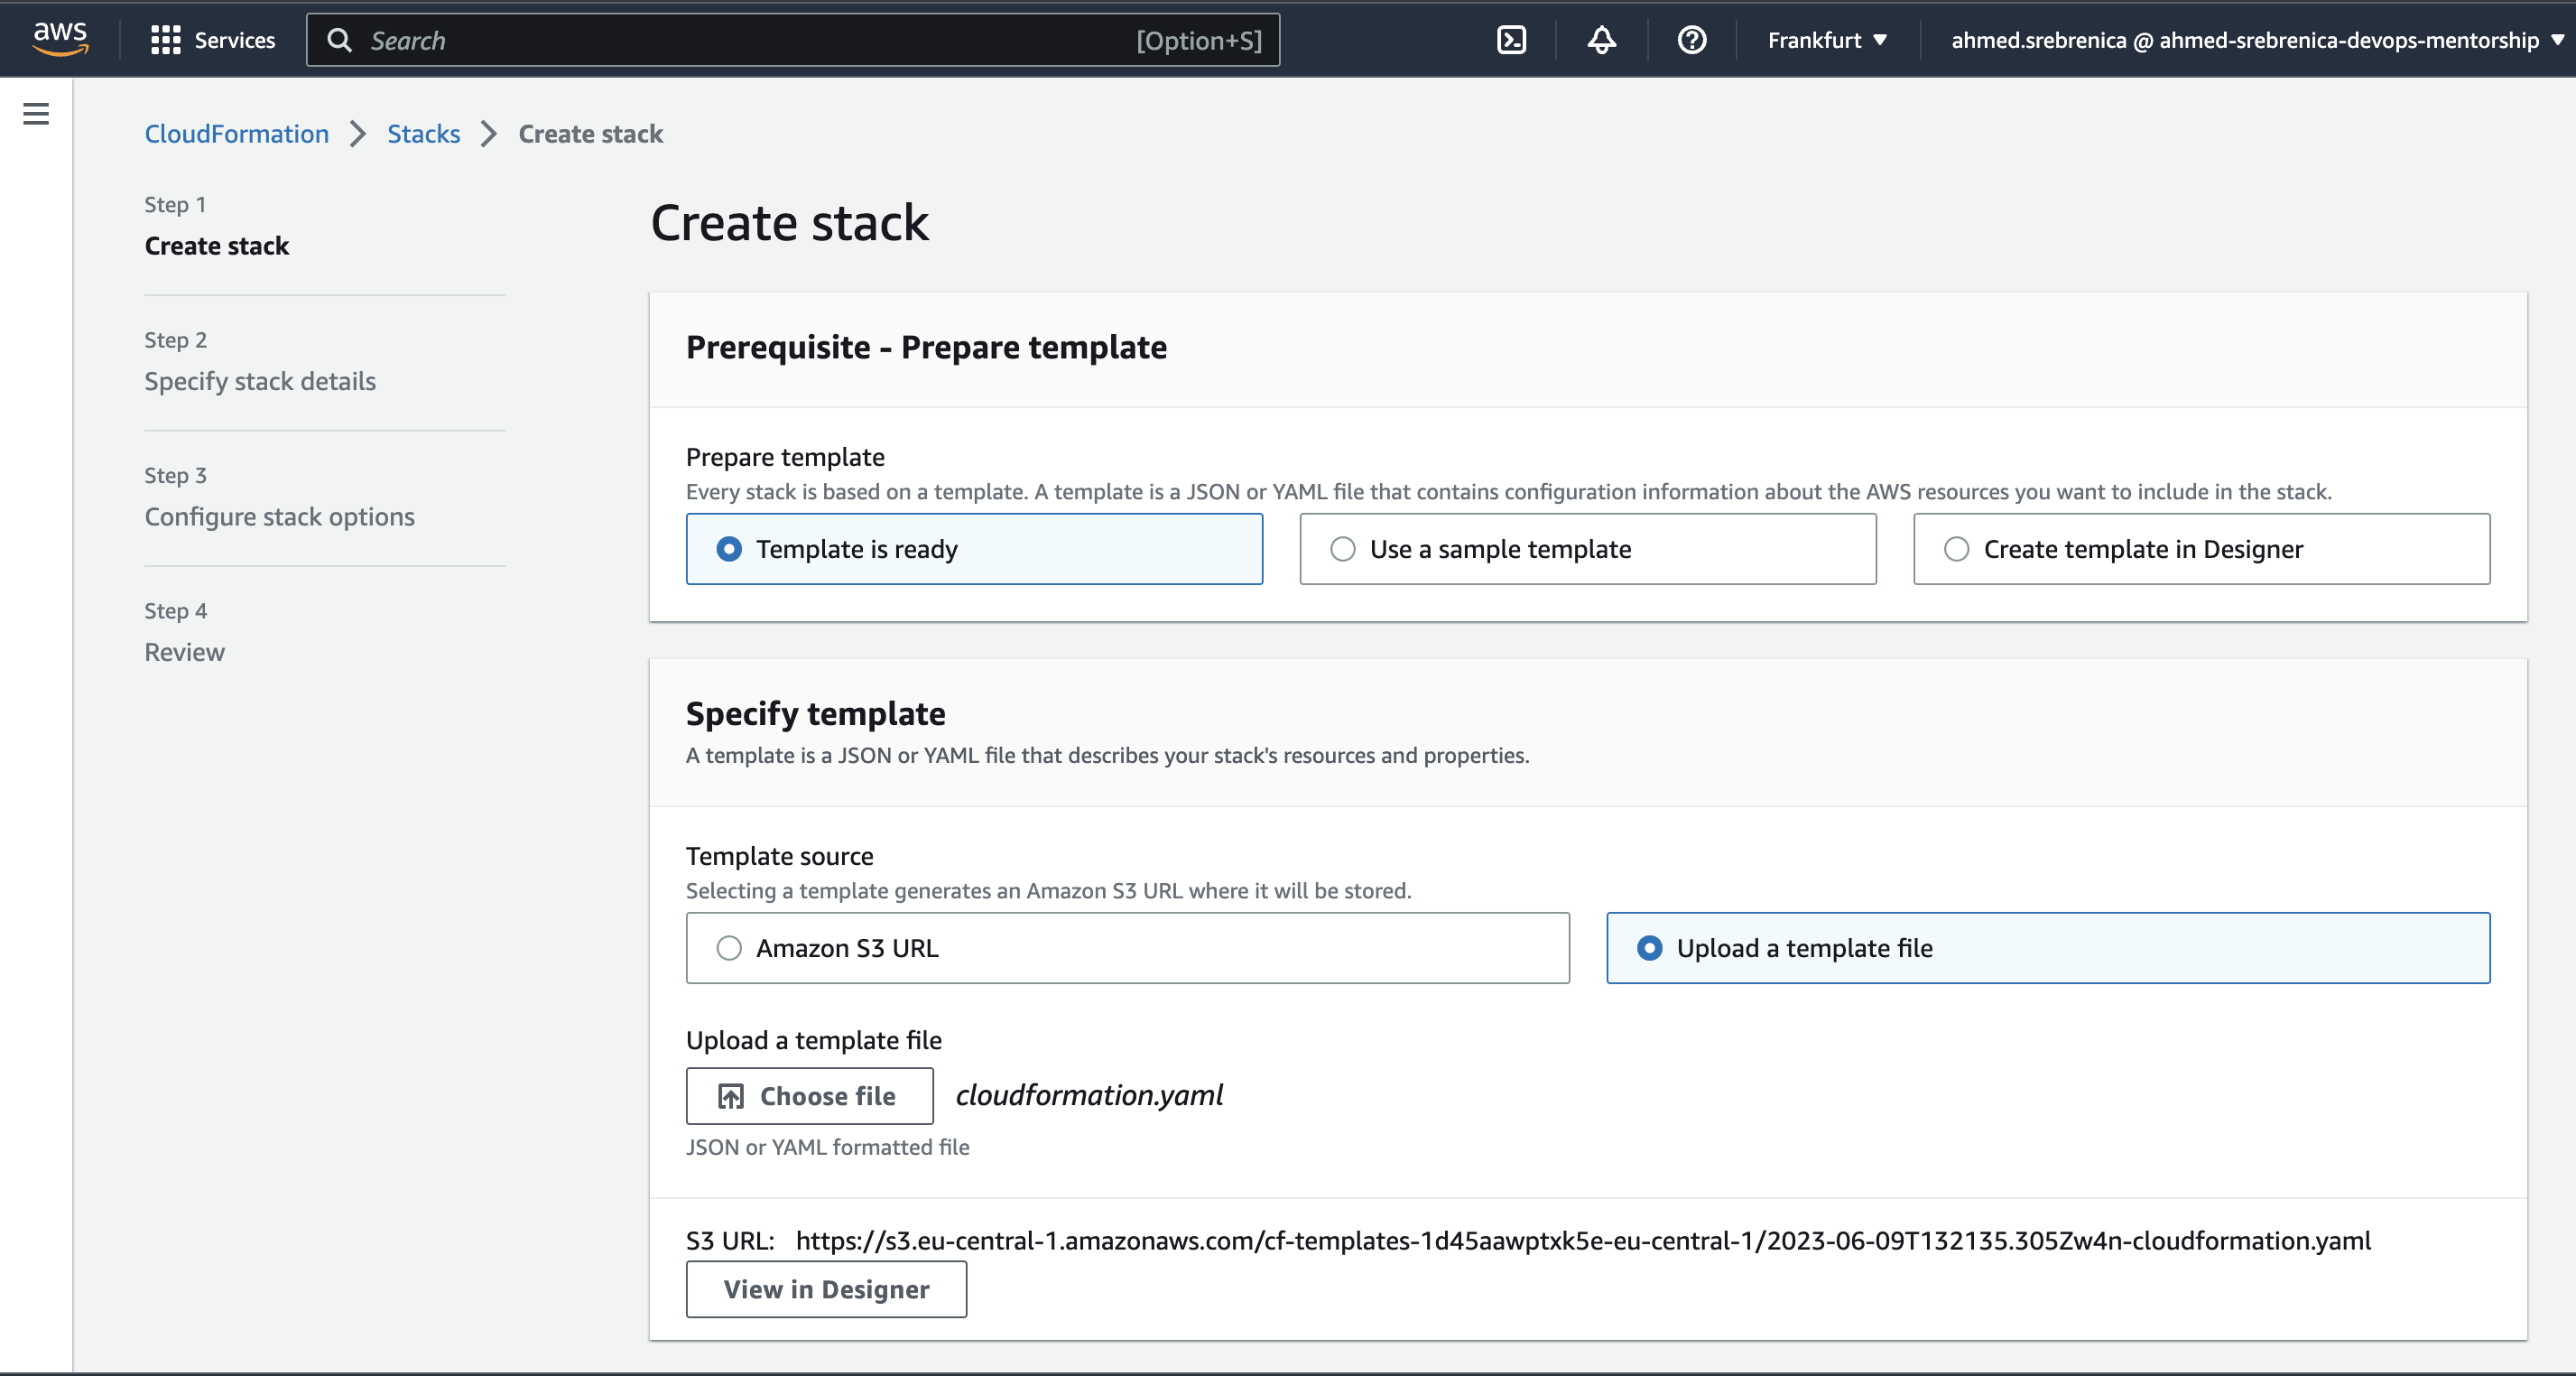 aws
Services
Search
[Option+S]
Frankfurt
ahmed.srebrenica @ ahmed-srebrenica-devops-mentorship
CloudFormation
Stacks
Create stack
Step 1
Create stack
Step 2
Specify stack details
Step 3
Configure stack options
Step 4
Review
Create stack
Prerequisite - Prepare template
Prepare template
Every stack is based on a template. A template is a JSON or YAML file that contains configuration information about the AWS resources you want to include in the stack.
Template is ready
Use a sample template
Create template in Designer
Specify template
A template is a JSON or YAML file that describes your stack's resources and properties.
Template source
Selecting a template generates an Amazon S3 URL where it will be stored.
Amazon S3 URL
Upload a template file
Upload a template file
Choose file
cloudformation.yaml
JSON or YAML formatted file
S3 URL: https://s3.eu-central-1.amazonaws.com/cf-templates-1d45aawptxk5e-eu-central-1/2023-06-09T132135.305Zw4n-cloudformation.yaml
View in Designer